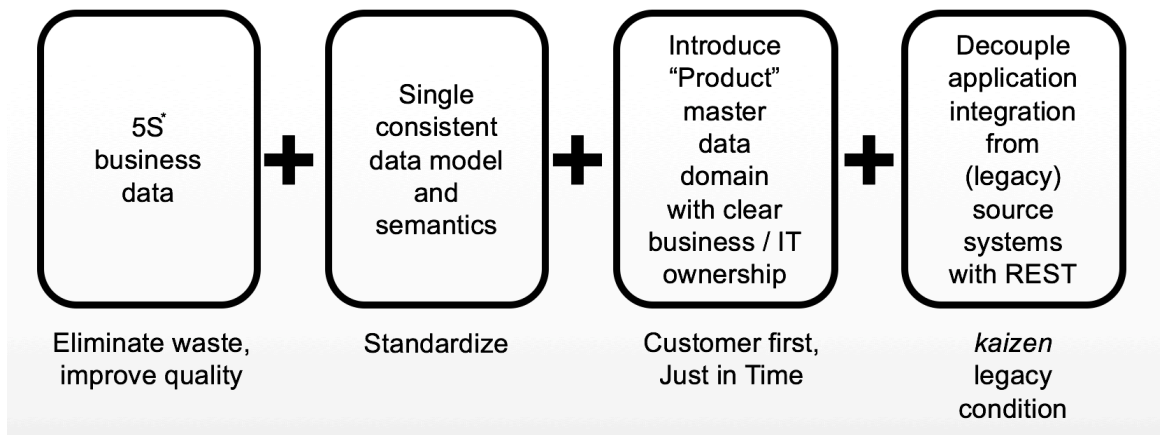 5S*
business
data
Single
consistent
data model
and
semantics
Introduce
“Product”
master
data
domain
with clear
business / IT
ownership
Decouple
application
integration
from
(legacy)
source
systems
with REST
Eliminate waste,
improve quality
Standardize
Customer first,
Just in Time
kaizen
legacy
condition